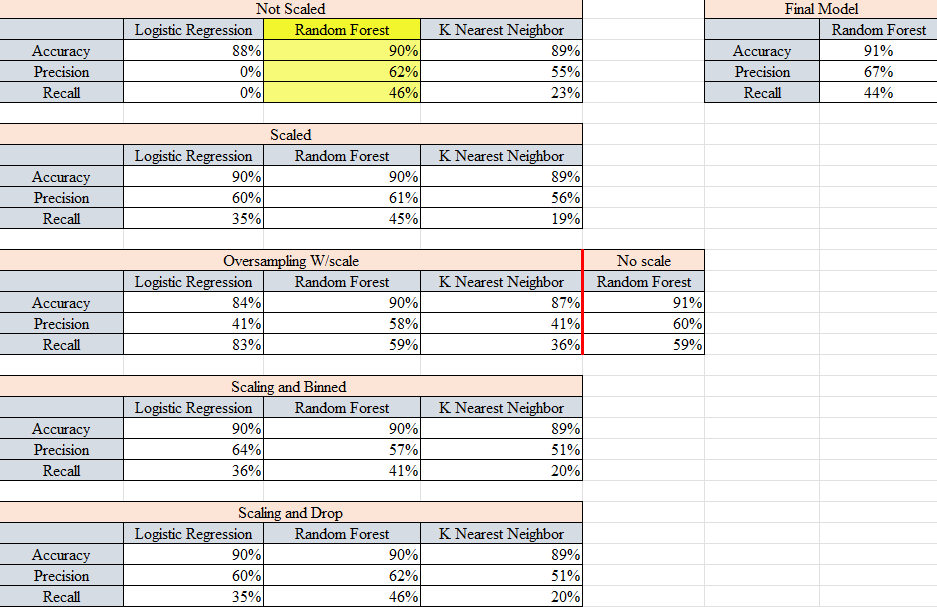 Not Scaled Final Model
Logistic Regression Random Forest K Nearest Neighbor Random Forest
Accuracy 88% 90% 89% Accuracy 91%
Precision 0% 62% 55% Precision 67%
Recall 0% 46% 23% Recall 44%
Scaled
Logistic Regression Random Forest K Nearest Neighbor
Accuracy 90% 90% 89%
Precision 60% 61% 56%
Recall 35% 45% 19%
Oversampling W/scale No scale
Logistic Regression Random Forest K Nearest Neighbor Random Forest
Accuracy 84% 90% 87% 91%
Precision 41% 58% 41% 60%
Recall 83% 59% 36% 59%
Scaling and Binned
Logistic Regression Random Forest K Nearest Neighbor
Accuracy 90% 90% 89%
Precision 64% 57% 51%
Recall 36% 41% 20%
Scaling and Drop
Logistic Regression Random Forest K Nearest Neighbor
Accuracy 90% 90% 89%
Precision 60% 62% 51%
Recall 35% 46% 20%